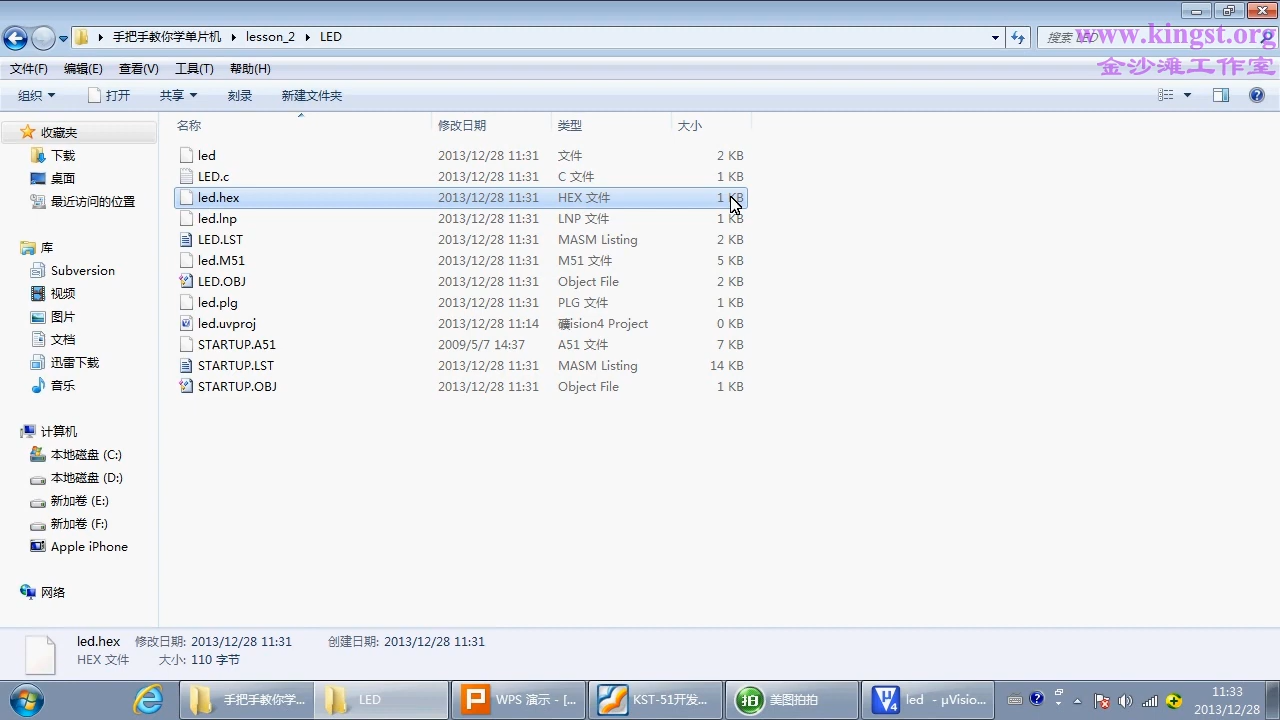 手把手教你学单片机 lesson_2 LED
搜索 LED
www.kingst.org
金沙滩工作室
文件(F) 编辑(E) 查看(V) 工具(T) 帮助(H)
组织 打开 共享 刻录 新建文件夹
名称 修改日期 类型 大小
收藏夹
下载
桌面
最近访问的位置
库
Subversion
视频
图片
文档
迅雷下载
音乐
计算机
本地磁盘 (C:)
本地磁盘 (D:)
新加卷 (E:)
新加卷 (F:)
Apple iPhone
网络
led 2013/12/28 11:31 文件 2 KB
LED.c 2013/12/28 11:31 C 文件 1 KB
led.hex 2013/12/28 11:31 HEX 文件 1 KB
led.lnp 2013/12/28 11:31 LNP 文件 1 KB
LED.LST 2013/12/28 11:31 MASM Listing 2 KB
led.M51 2013/12/28 11:31 M51 文件 5 KB
LED.OBJ 2013/12/28 11:31 Object File 2 KB
led.plg 2013/12/28 11:31 PLG 文件 1 KB
led.uvproj 2013/12/28 11:14 礦ision4 Project 0 KB
STARTUP.A51 2009/5/7 14:37 A51 文件 7 KB
STARTUP.LST 2013/12/28 11:31 MASM Listing 14 KB
STARTUP.OBJ 2013/12/28 11:31 Object File 1 KB
led.hex 修改日期: 2013/12/28 11:31 创建日期: 2013/12/28 11:31
HEX 文件 大小: 110 字节
手把手教你学... LED WPS 演示 - [... KST-51开发... 美图拍拍 led - µVisio...
11:33
2013/12/28